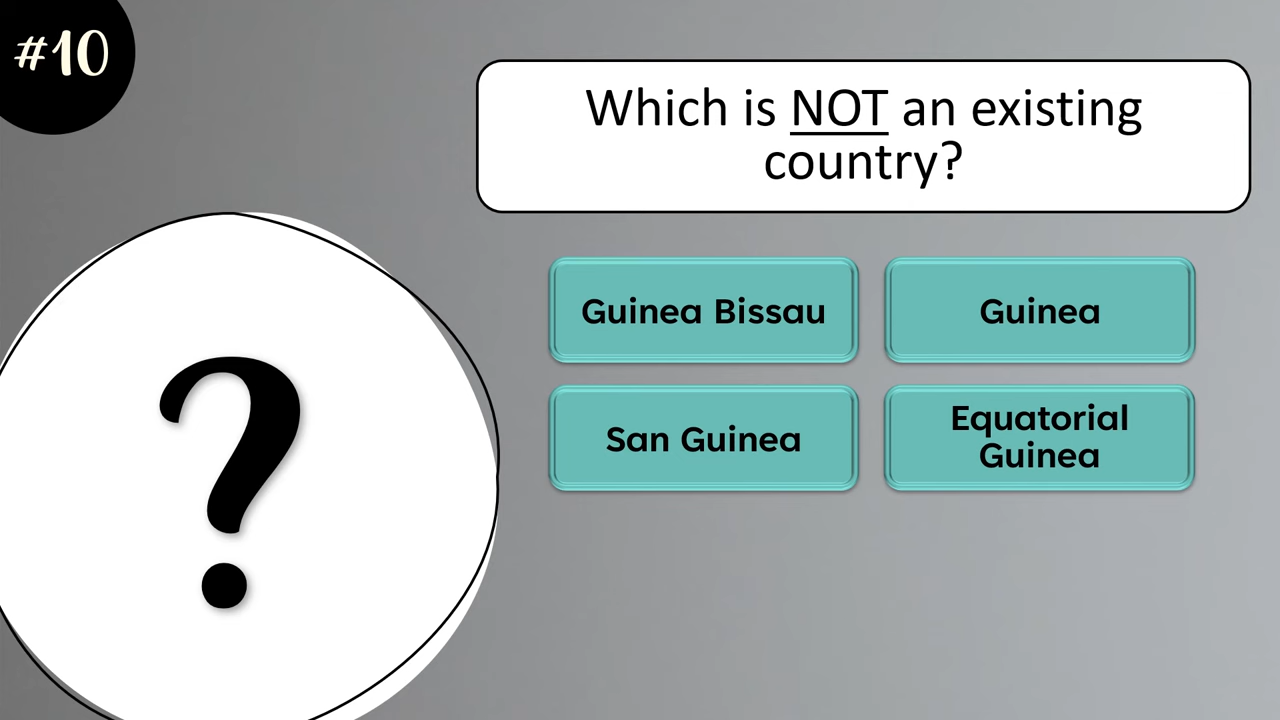 #10
Which is NOT an existing
country?
Guinea Bissau
Guinea
San Guinea
Equatorial
Guinea
?